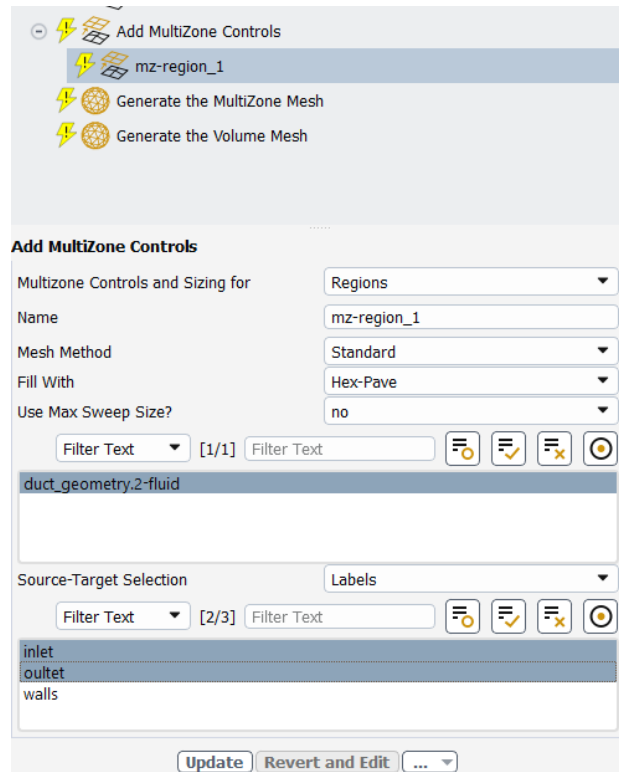 Add MultiZone Controls
mz-region_1
Generate the MultiZone Mesh
Generate the Volume Mesh
Add MultiZone Controls
Multizone Controls and Sizing for Regions
Name mz-region_1
Mesh Method Standard
Fill With Hex-Pave
Use Max Sweep Size? no
Filter Text [1/1] Filter Text
duct_geometry.2-fluid
Source-Target Selection Labels
Filter Text [2/3] Filter Text
inlet
oultet
walls
Update Revert and Edit ...